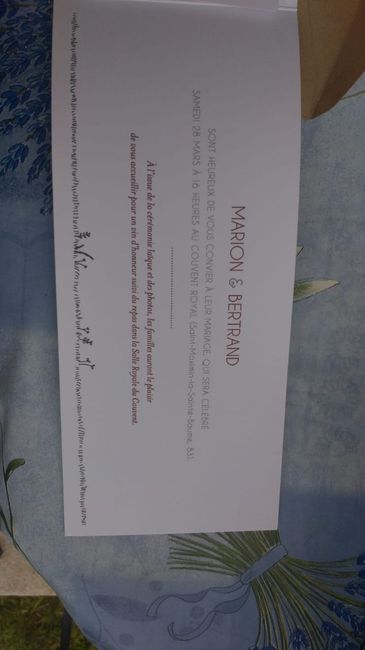 MARION & BERTRAND
SONT HEUREUX DE VOUS CONVIER À LEUR MARIAGE, QUI SERA CÉLÉBRÉ
SAMEDI 28 MARS À 16 HEURES AU COUVENT ROYAL (Saint-Maximin-la-Sainte-Baume, 83)
À l'issue de la cérémonie laïque et des photos, les familles auront le plaisir
de vous accueillir pour un vin d'honneur suivi du repas dans la Salle Royale du Couvent.